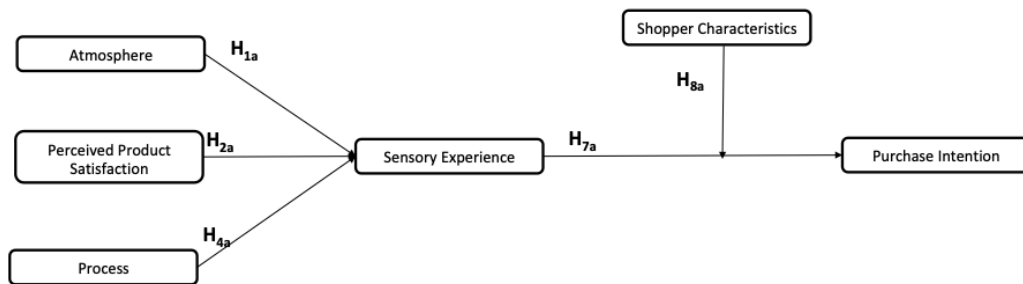 Shopper Characteristics
Atmosphere
H1a
H8a
Perceived Product
Satisfaction
H2a
Sensory Experience
H7a
Purchase Intention
H4a
Process